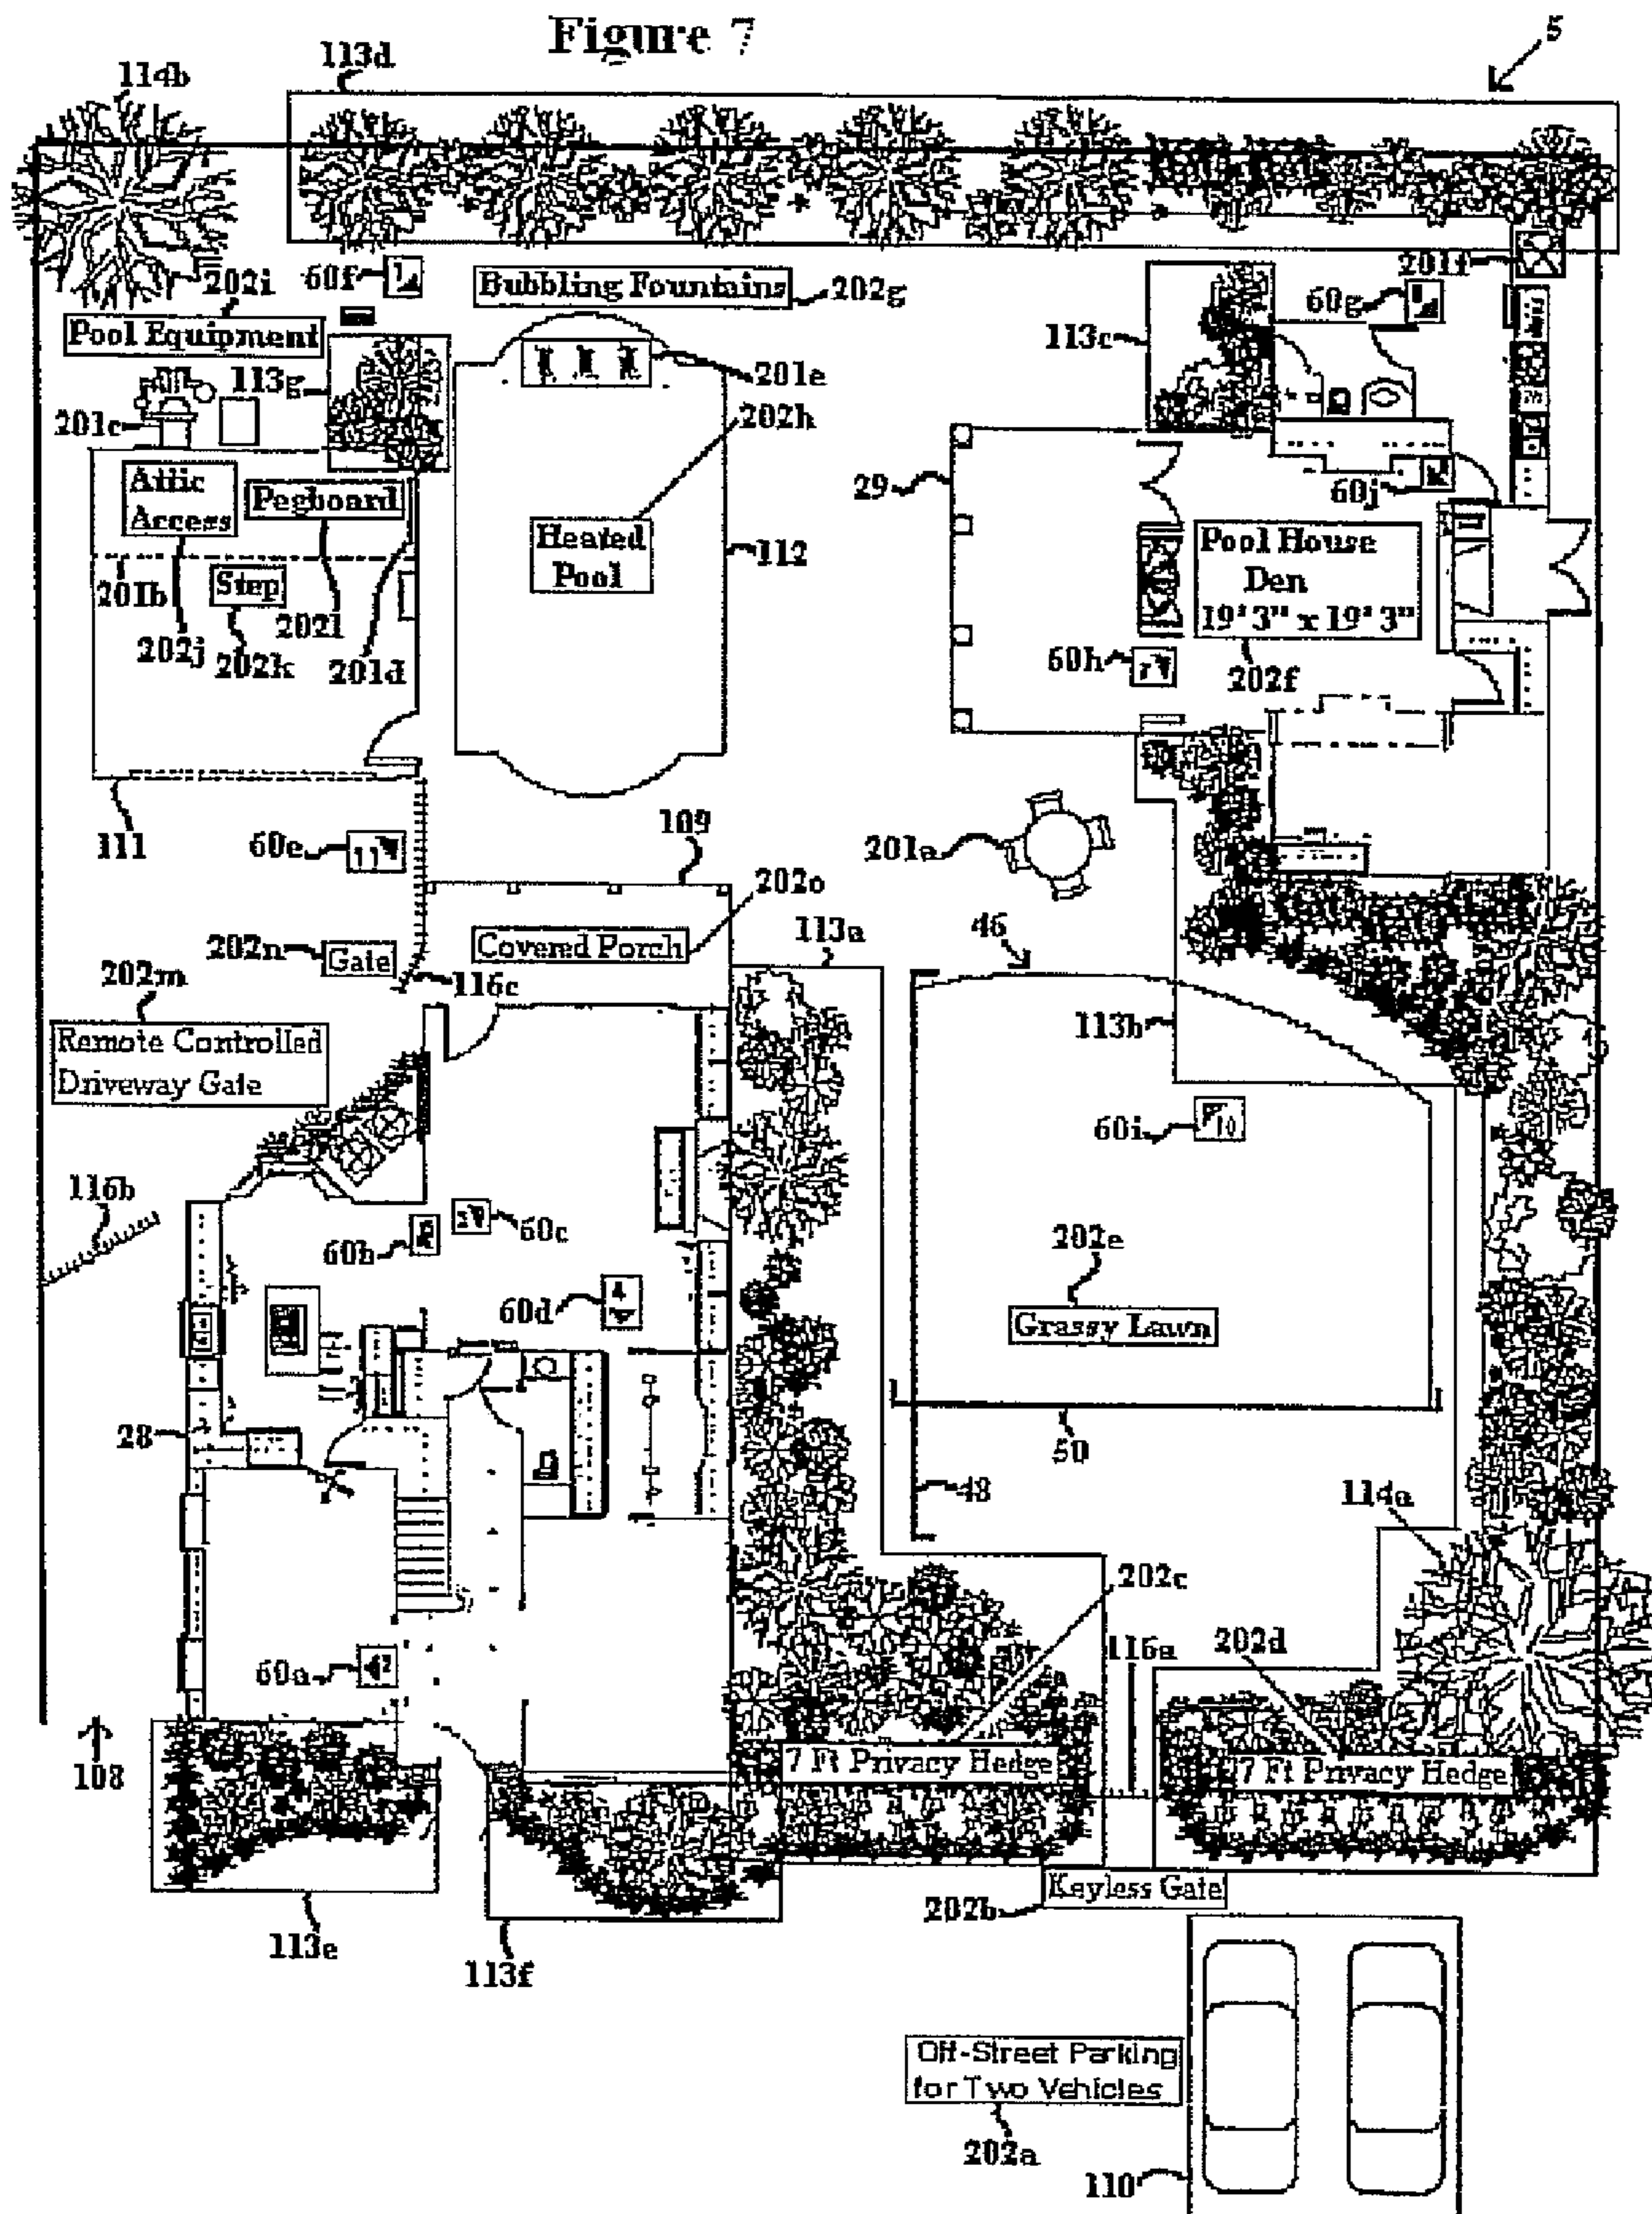 Figure 7
5
113d
114b
60f
202i
Bubbling Fountains
202g
201f
60g
Pool Equipment
113g
113c
201e
201c
202h
29
Attic
Access
Pegboard
60j
Heated
Pool
112
Pool House
Den
19'3" x 19'3"
201b
Step
202l
202j
202k
201d
60h
202f
111
60e
11
109
201a
202o
202n
Gate
Covered Porch
113a
46
202m
116c
Remote Controlled
Driveway Gate
113b
60i
10
116b
60b
60c
202e
60d
4
Grassy Lawn
28
50
48
114a
202c
116a
202d
60a
7 Ft Privacy Hedge
7 Ft Privacy Hedge
108
Keyless Gate
202b
113e
113f
Off-Street Parking
for Two Vehicles
202a
110